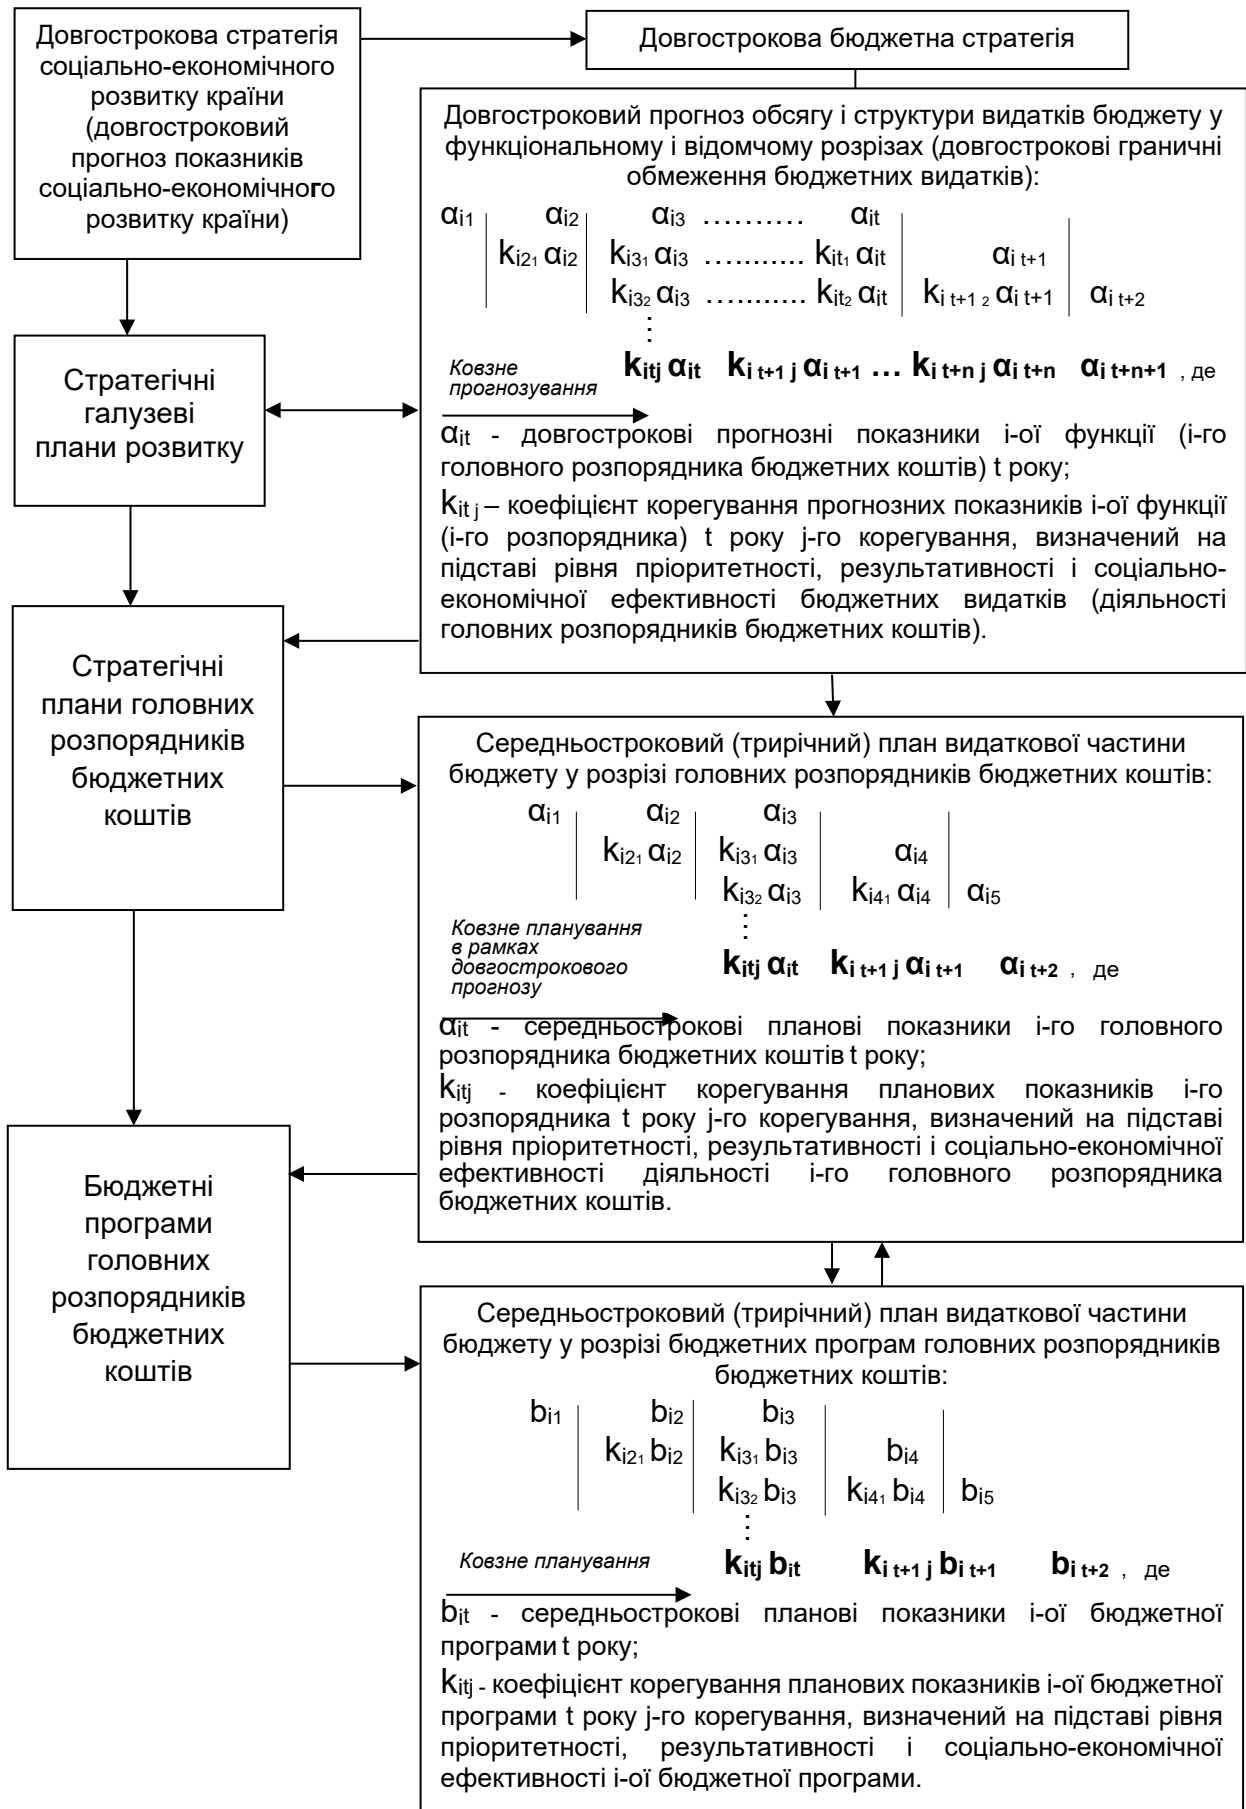 Довгострокова стратегія
соціально-економічного
розвитку країни
(довгостроковий
прогноз показників
соціально-економічного
розвитку країни)
Довгострокова бюджетна стратегія
Довгостроковий прогноз обсягу і структури видатків бюджету у
функціональному і відомчому розрізах (довгострокові граничні
обмеження бюджетних видатків):
αi1 αi2 αi3 .......... αit
ki21 αi2 ki31 αi3 ........... kit1 αit αi t+1
ki32 αi3 ........... kit2 αit ki t+1 2 αi t+1 αi t+2
⋮
Ковзне
прогнозування
kitj αit ki t+1 j αi t+1 … ki t+n j αi t+n αi t+n+1 , де
αit - довгострокові прогнозні показники і-ої функції (і-го
головного розпорядника бюджетних коштів) t року;
kit j – коефіцієнт корегування прогнозних показників і-ої функції
(і-го розпорядника) t року j-го корегування, визначений на
підставі рівня пріоритетності, результативності і соціально-
економічної ефективності бюджетних видатків (діяльності
головних розпорядників бюджетних коштів).
Стратегічні
галузеві
плани розвитку
Стратегічні
плани головних
розпорядників
бюджетних
коштів
Середньостроковий (трирічний) план видаткової частини
бюджету у розрізі головних розпорядників бюджетних коштів:
αi1 αi2 αi3
ki21 αi2 ki31 αi3 αi4
ki32 αi3 ki41 αi4 αi5
⋮
Ковзне планування
в рамках
довгострокового
прогнозу
kitj αit ki t+1 j αi t+1 αi t+2 , де
αit - середньострокові планові показники і-го головного
розпорядника бюджетних коштів t року;
kitj - коефіцієнт корегування планових показників і-го
розпорядника t року j-го корегування, визначений на підставі
рівня пріоритетності, результативності і соціально-економічної
ефективності діяльності і-го головного розпорядника
бюджетних коштів.
Бюджетні
програми
головних
розпорядників
бюджетних
коштів
Середньостроковий (трирічний) план видаткової частини
бюджету у розрізі бюджетних програм головних розпорядників
бюджетних коштів:
bi1 bi2 bi3
ki21 bi2 ki31 bi3 bi4
ki32 bi3 ki41 bi4 bi5
⋮
Ковзне планування
kitj bit ki t+1 j bi t+1 bi t+2 , де
bit - середньострокові планові показники і-ої бюджетної
програми t року;
kitj - коефіцієнт корегування планових показників і-ої бюджетної
програми t року j-го корегування, визначений на підставі рівня
пріоритетності, результативності і соціально-економічної
ефективності і-ої бюджетної програми.